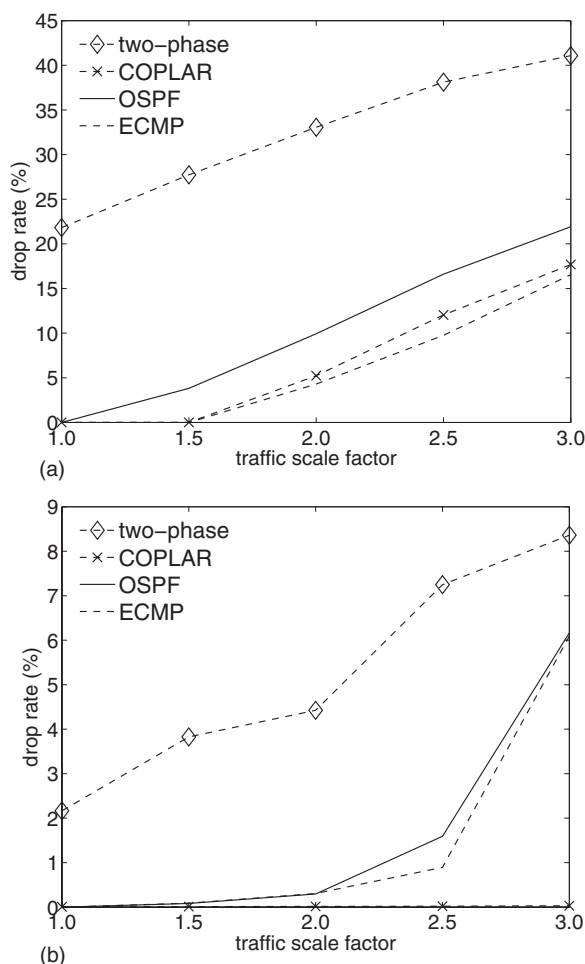 45
40
35
30
25
20
15
10
5
0
drop rate (%)
two-phase
COPLAR
OSPF
ECMP
1.0 1.5 2.0 2.5 3.0
traffic scale factor
(a)
9
8
7
6
5
4
3
2
1
0
drop rate (%)
two-phase
COPLAR
OSPF
ECMP
1.0 1.5 2.0 2.5 3.0
traffic scale factor
(b)